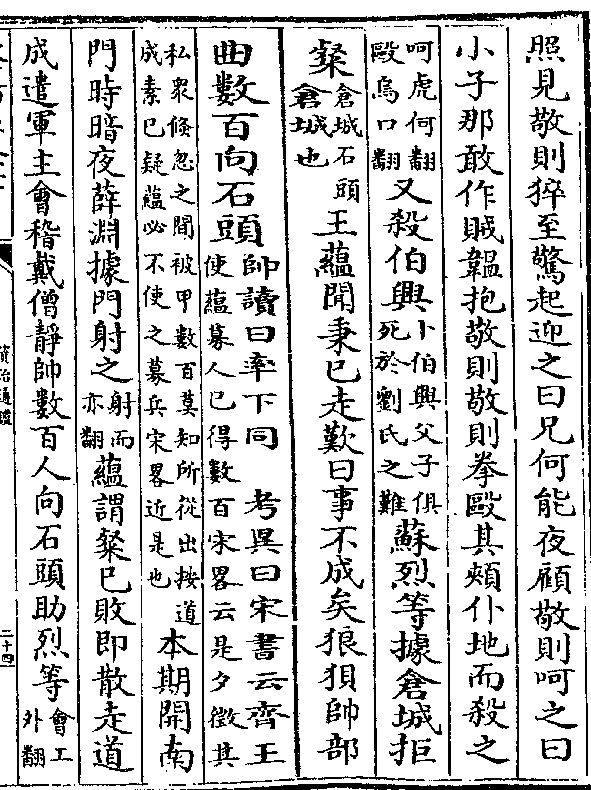 照見敬則猝至驚起迎之曰兄何能夜顧敬則呵之曰
小子那敢作賊韞抱敬則敬則拳毆其頰仆地而殺之
呵虎何翻毆烏口翻又殺伯興卜伯興父子俱死於劉氏之難蘇烈等據倉城拒
粲倉城石頭倉城也王蘊聞秉已走歎曰事不成矣狼狽帥部
曲數百向石頭帥讀曰率下同 考異曰宋書云齊王使蘊募人已得數百宋畧云是夕徵其
私衆倐忽之間被甲數百莫知所從出按道成素已疑蘊必不使之募兵宋畧近是也本期開南
門時暗夜薛淵據門射之射而亦翻蘊謂粲已敗即散走道
成遣軍主會稽戴僧靜帥數百人向石頭助烈等會工外翻
資治通鑑
二十四